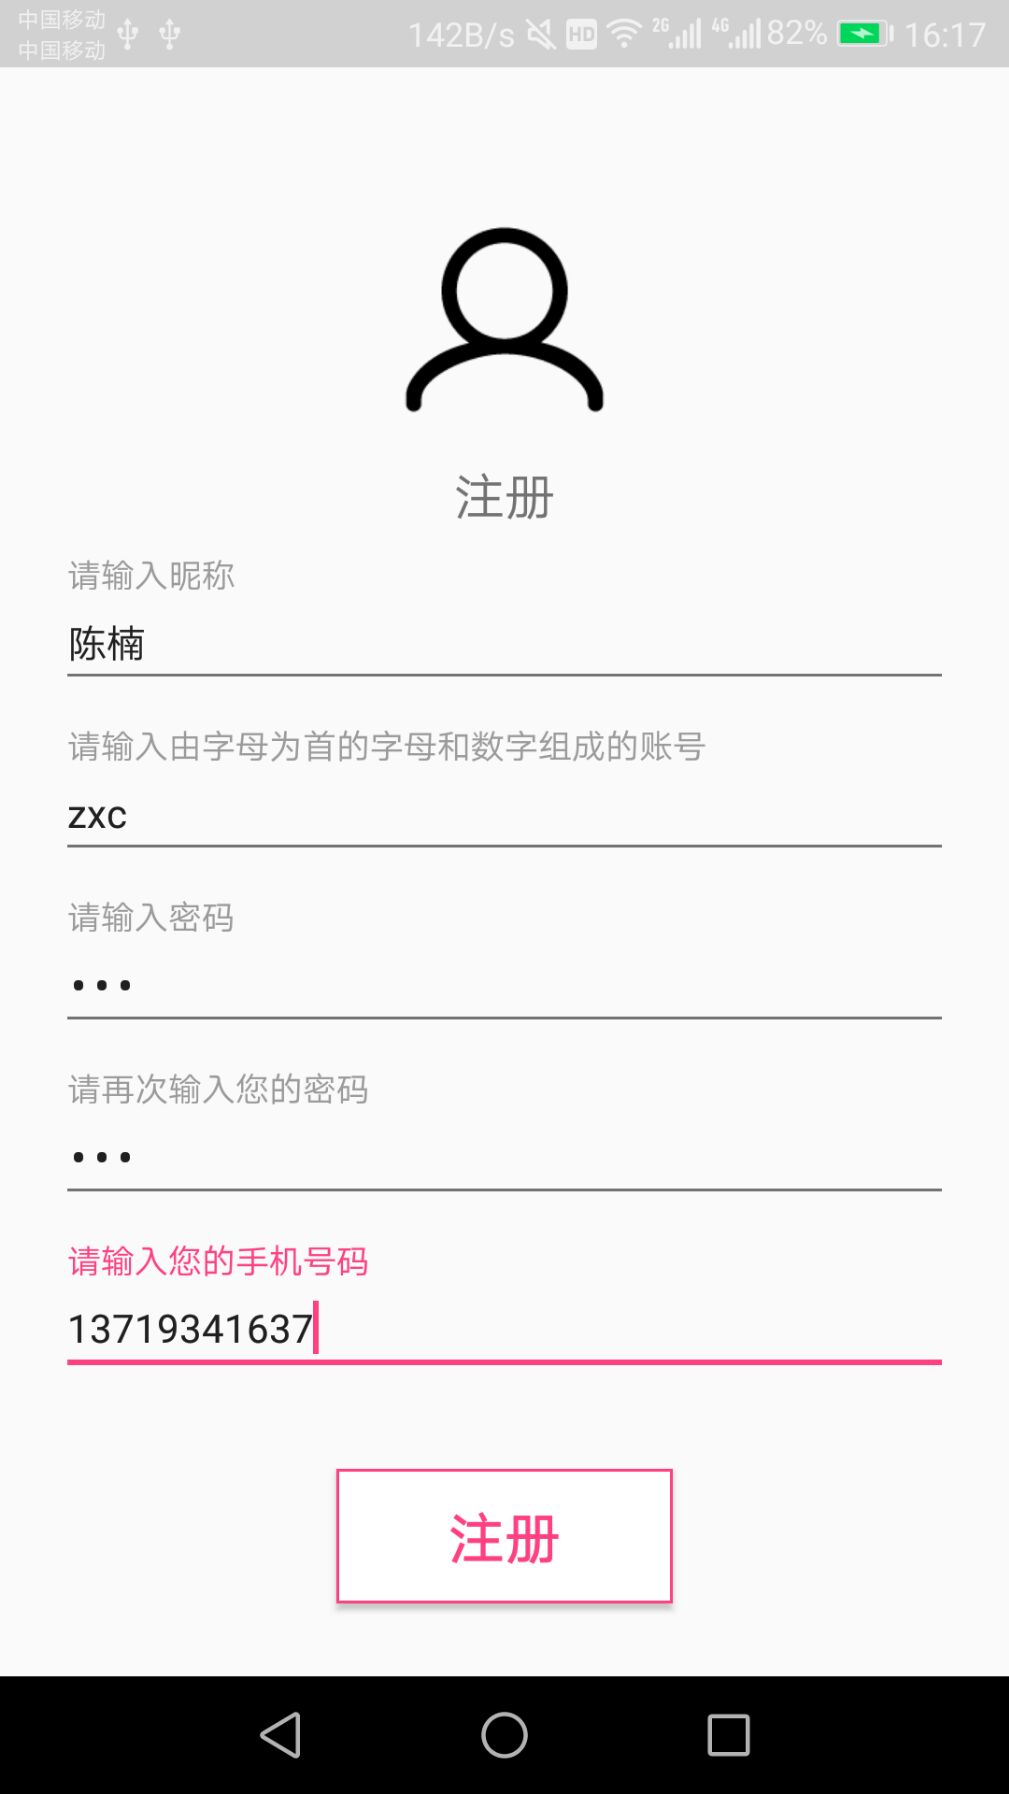 中国移动
中国移动
142B/s HD 2G 4G 82% 16:17
注册
请输入昵称
陈楠
请输入由字母为首的字母和数字组成的账号
zxc
请输入密码
•••
请再次输入您的密码
•••
请输入您的手机号码
13719341637
注册